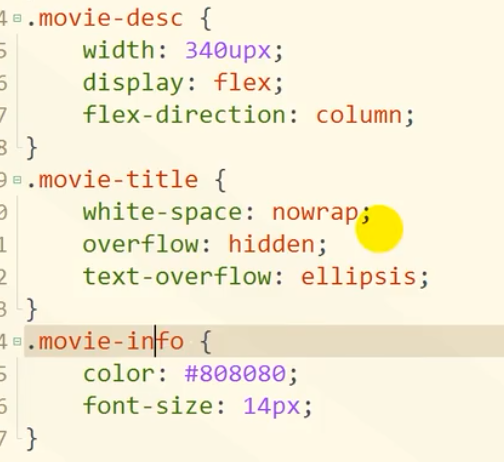 4 .movie-desc {
5 width: 340upx;
6 display: flex;
7 flex-direction: column;
8 }
9 .movie-title {
0 white-space: nowrap;
1 overflow: hidden;
2 text-overflow: ellipsis;
3 }
4 .movie-info {
5 color: #808080;
6 font-size: 14px;
7 }